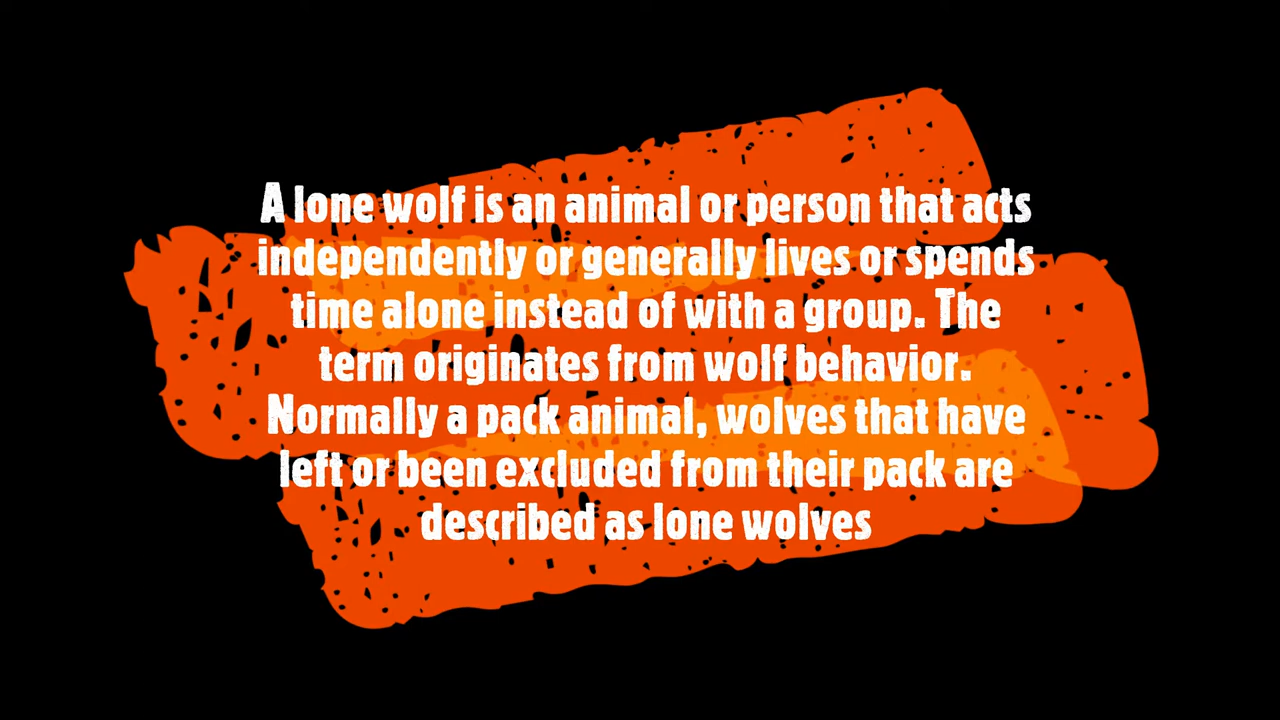 A lone wolf is an animal or person that acts
independently or generally lives or spends
time alone instead of with a group. The
term originates from wolf behavior.
Normally a pack animal, wolves that have
left or been excluded from their pack are
described as lone wolves